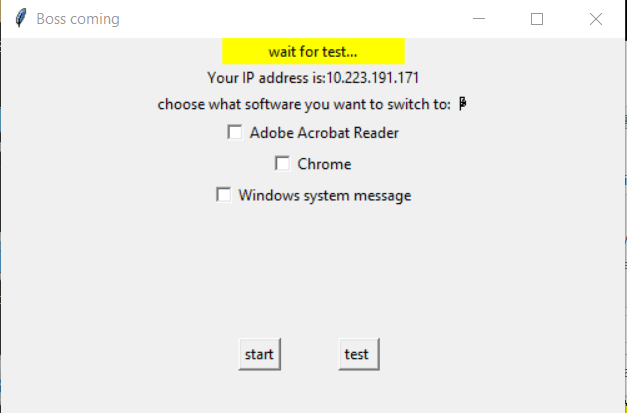 Boss coming
wait for test...
Your IP address is:10.223.191.171
choose what software you want to switch to:
Adobe Acrobat Reader
Chrome
Windows system message
start
test